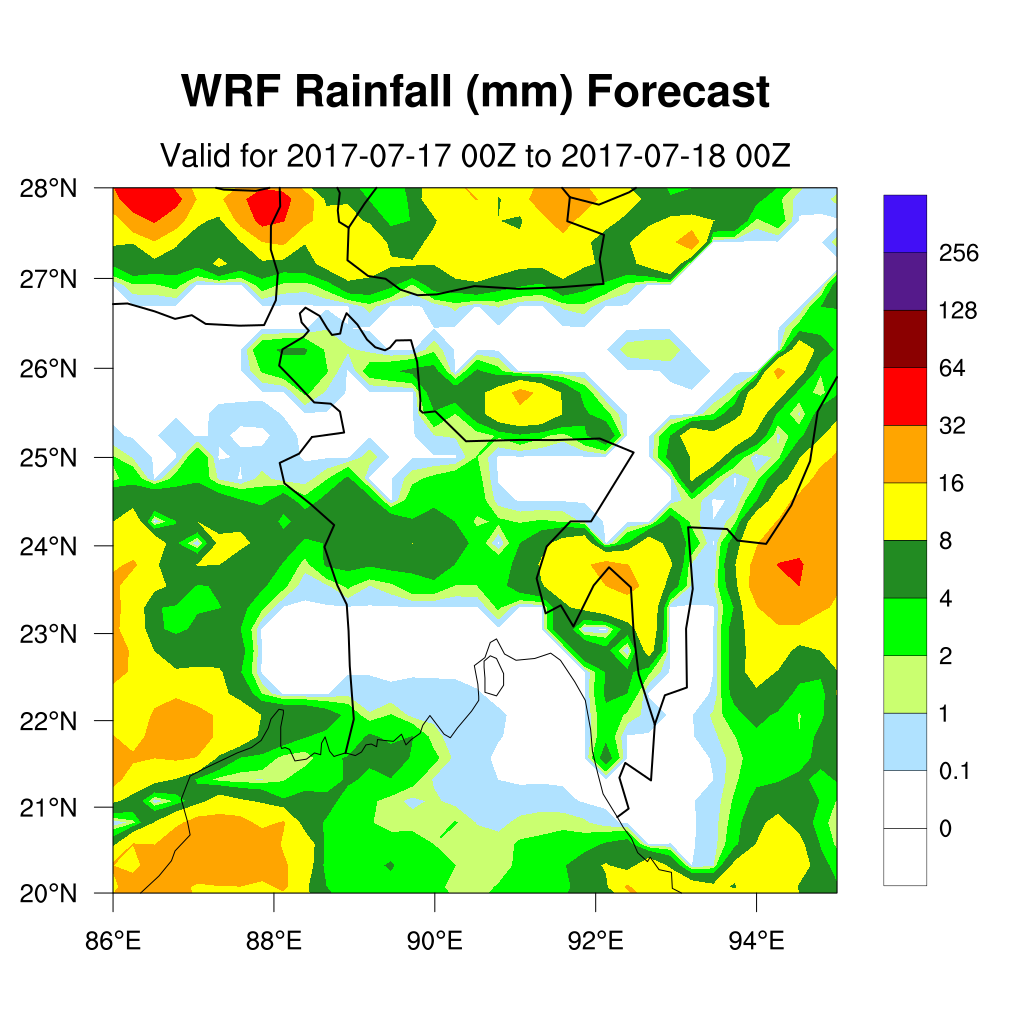 WRF Rainfall (mm) Forecast
Valid for 2017-07-17 00Z to 2017-07-18 00Z
28°N
27°N
26°N
25°N
24°N
23°N
22°N
21°N
20°N
86°E
88°E
90°E
92°E
94°E
256
128
64
32
16
8
4
2
1
0.1
0